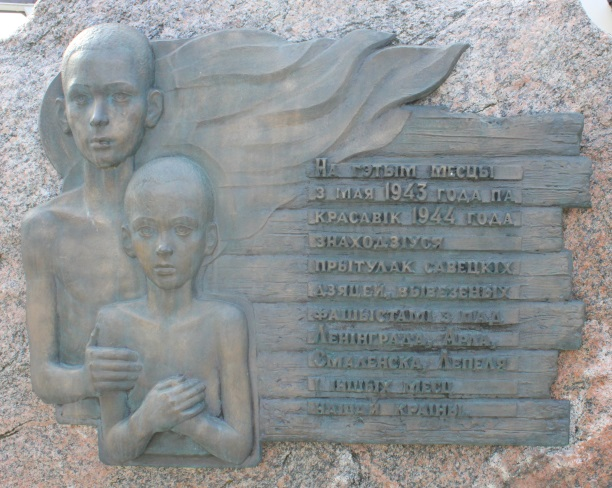 На гэтым месцы
з мая 1943 года па
красавік 1944 года
знаходзіўся
прытулак савецкіх
дзяцей, вывезеных
фашыстамі з пад
Ленінграда, Арла,
Смаленска, Лепеля
і іншых месц
нашай краіны